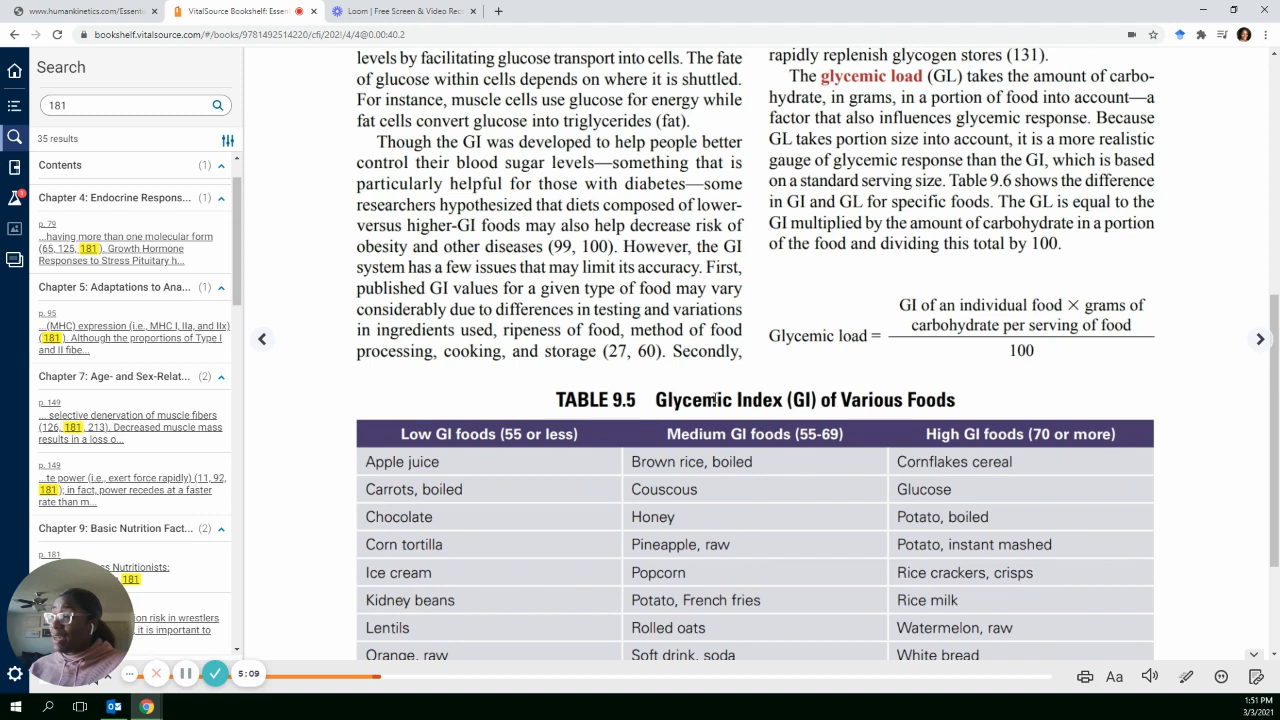 www.humankinetics.com/Essenti
VitalSource Bookshelf: Essen
Loom | Free Screen & Video Rec
bookshelf.vitalsource.com/#/books/9781492514220/cfi/202!/4/4@0.00:40.2
Search
181
35 results
Contents (1)
Chapter 4: Endocrine Respons... (1)
p. 79
...having more than one molecular form
(65, 125, 181). Growth Hormone
Responses to Stress Pituitary h...
Chapter 5: Adaptations to Ana... (1)
p. 95
...(MHC) expression (i.e., MHC I, IIa, and IIx)
(181). Although the proportions of Type I
and II fibe...
Chapter 7: Age- and Sex-Relat... (2)
p. 149
... selective denervation of muscle fibers
(126, 181, 213). Decreased muscle mass
results in a loss o...
p. 149
...te power (i.e., exert force rapidly) (11, 92,
181); in fact, power recedes at a faster
rate than m...
Chapter 9: Basic Nutrition Fact... (2)
p. 181
ss Nutritionists:
181
on risk in wrestlers
, it is important to
5:09
levels by facilitating glucose transport into cells. The fate
of glucose within cells depends on where it is shuttled.
For instance, muscle cells use glucose for energy while
fat cells convert glucose into triglycerides (fat).
Though the GI was developed to help people better
control their blood sugar levels—something that is
particularly helpful for those with diabetes—some
researchers hypothesized that diets composed of lower-
versus higher-GI foods may also help decrease risk of
obesity and other diseases (99, 100). However, the GI
system has a few issues that may limit its accuracy. First,
published GI values for a given type of food may vary
considerably due to differences in testing and variations
in ingredients used, ripeness of food, method of food
processing, cooking, and storage (27, 60). Secondly,
rapidly replenish glycogen stores (131).
The glycemic load (GL) takes the amount of carbo-
hydrate, in grams, in a portion of food into account—a
factor that also influences glycemic response. Because
GL takes portion size into account, it is a more realistic
gauge of glycemic response than the GI, which is based
on a standard serving size. Table 9.6 shows the difference
in GI and GL for specific foods. The GL is equal to the
GI multiplied by the amount of carbohydrate in a portion
of the food and dividing this total by 100.
GI of an individual food × grams of
carbohydrate per serving of food
Glycemic load =
100
TABLE 9.5 Glycemic Index (GI) of Various Foods
Low GI foods (55 or less) Medium GI foods (55-69) High GI foods (70 or more)
Apple juice Brown rice, boiled Cornflakes cereal
Carrots, boiled Couscous Glucose
Chocolate Honey Potato, boiled
Corn tortilla Pineapple, raw Potato, instant mashed
Ice cream Popcorn Rice crackers, crisps
Kidney beans Potato, French fries Rice milk
Lentils Rolled oats Watermelon, raw
Orange, raw Soft drink, soda White bread
Aa
1:51 PM
3/3/2021